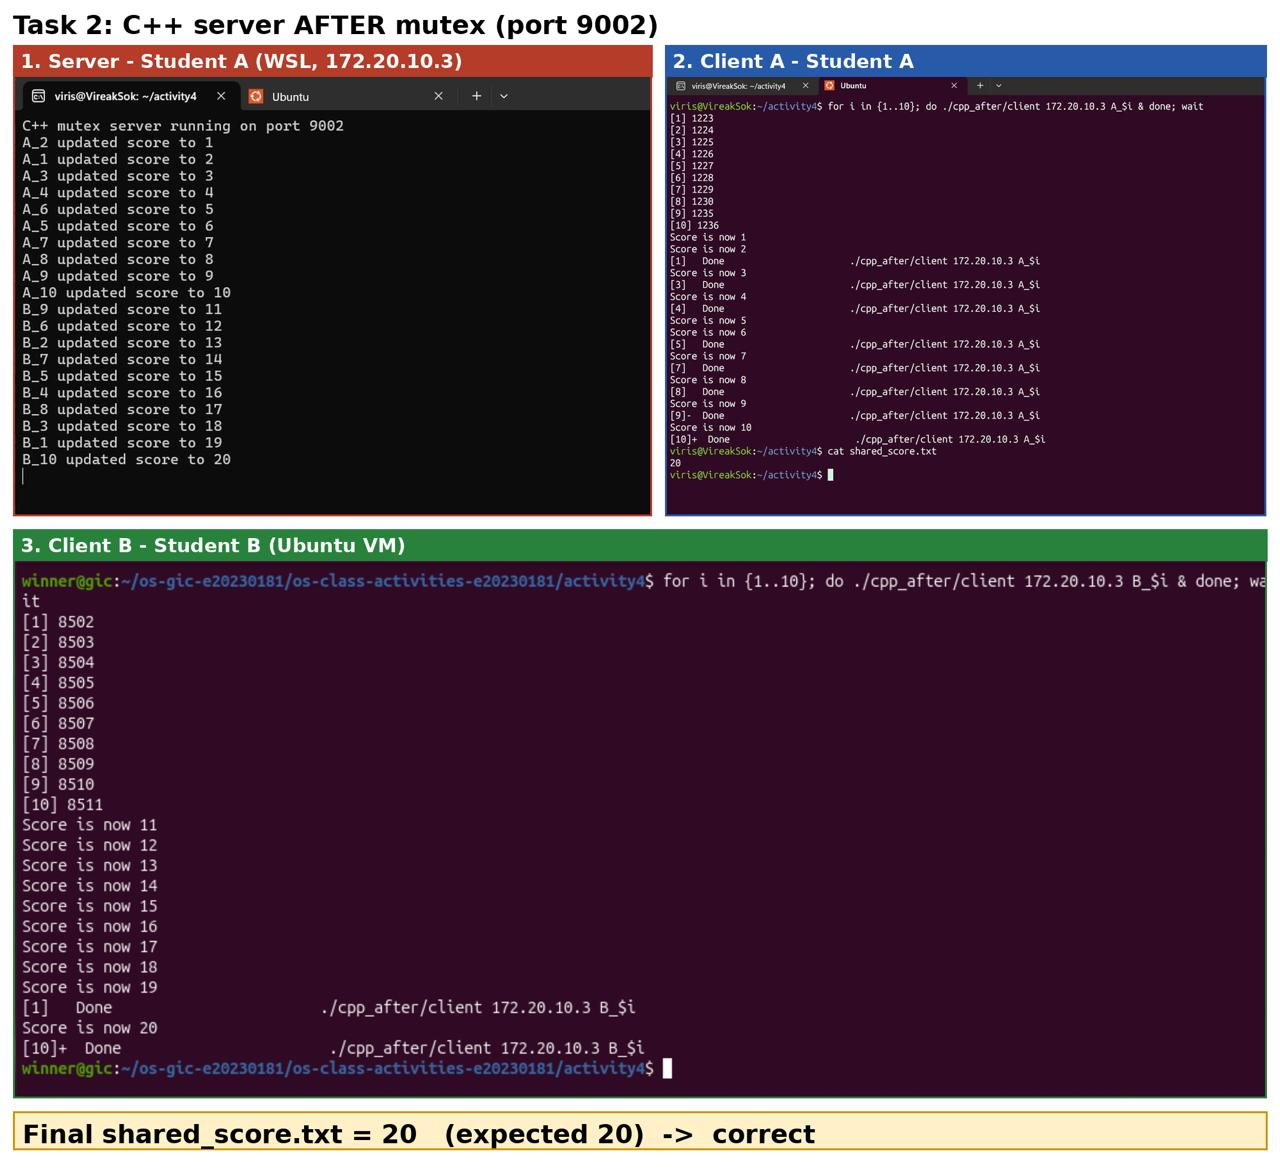 Task 2: C++ server AFTER mutex (port 9002)
1. Server - Student A (WSL, 172.20.10.3)
viris@VireakSok: ~/activity4
Ubuntu
C++ mutex server running on port 9002
A_2 updated score to 1
A_1 updated score to 2
A_3 updated score to 3
A_4 updated score to 4
A_6 updated score to 5
A_5 updated score to 6
A_7 updated score to 7
A_8 updated score to 8
A_9 updated score to 9
A_10 updated score to 10
B_9 updated score to 11
B_6 updated score to 12
B_2 updated score to 13
B_7 updated score to 14
B_5 updated score to 15
B_4 updated score to 16
B_8 updated score to 17
B_3 updated score to 18
B_1 updated score to 19
B_10 updated score to 20
2. Client A - Student A
viris@VireakSok: ~/activity4
Ubuntu
viris@VireakSok:~/activity4$ for i in {1..10}; do ./cpp_after/client 172.20.10.3 A_$i & done; wait
[1] 1223
[2] 1224
[3] 1225
[4] 1226
[5] 1227
[6] 1228
[7] 1229
[8] 1230
[9] 1235
[10] 1236
Score is now 1
Score is now 2
[1]   Done                    ./cpp_after/client 172.20.10.3 A_$i
Score is now 3
[3]   Done                    ./cpp_after/client 172.20.10.3 A_$i
Score is now 4
[4]   Done                    ./cpp_after/client 172.20.10.3 A_$i
Score is now 5
Score is now 6
[5]   Done                    ./cpp_after/client 172.20.10.3 A_$i
Score is now 7
[7]   Done                    ./cpp_after/client 172.20.10.3 A_$i
Score is now 8
[8]   Done                    ./cpp_after/client 172.20.10.3 A_$i
Score is now 9
[9]-  Done                    ./cpp_after/client 172.20.10.3 A_$i
Score is now 10
[10]+  Done                    ./cpp_after/client 172.20.10.3 A_$i
viris@VireakSok:~/activity4$ cat shared_score.txt
20
viris@VireakSok:~/activity4$
3. Client B - Student B (Ubuntu VM)
winner@gic:~/os-gic-e20230181/os-class-activities-e20230181/activity4$ for i in {1..10}; do ./cpp_after/client 172.20.10.3 B_$i & done; wa
it
[1] 8502
[2] 8503
[3] 8504
[4] 8505
[5] 8506
[6] 8507
[7] 8508
[8] 8509
[9] 8510
[10] 8511
Score is now 11
Score is now 12
Score is now 13
Score is now 14
Score is now 15
Score is now 16
Score is now 17
Score is now 18
Score is now 19
[1]   Done                    ./cpp_after/client 172.20.10.3 B_$i
Score is now 20
[10]+  Done                    ./cpp_after/client 172.20.10.3 B_$i
winner@gic:~/os-gic-e20230181/os-class-activities-e20230181/activity4$
Final shared_score.txt = 20   (expected 20)  ->  correct